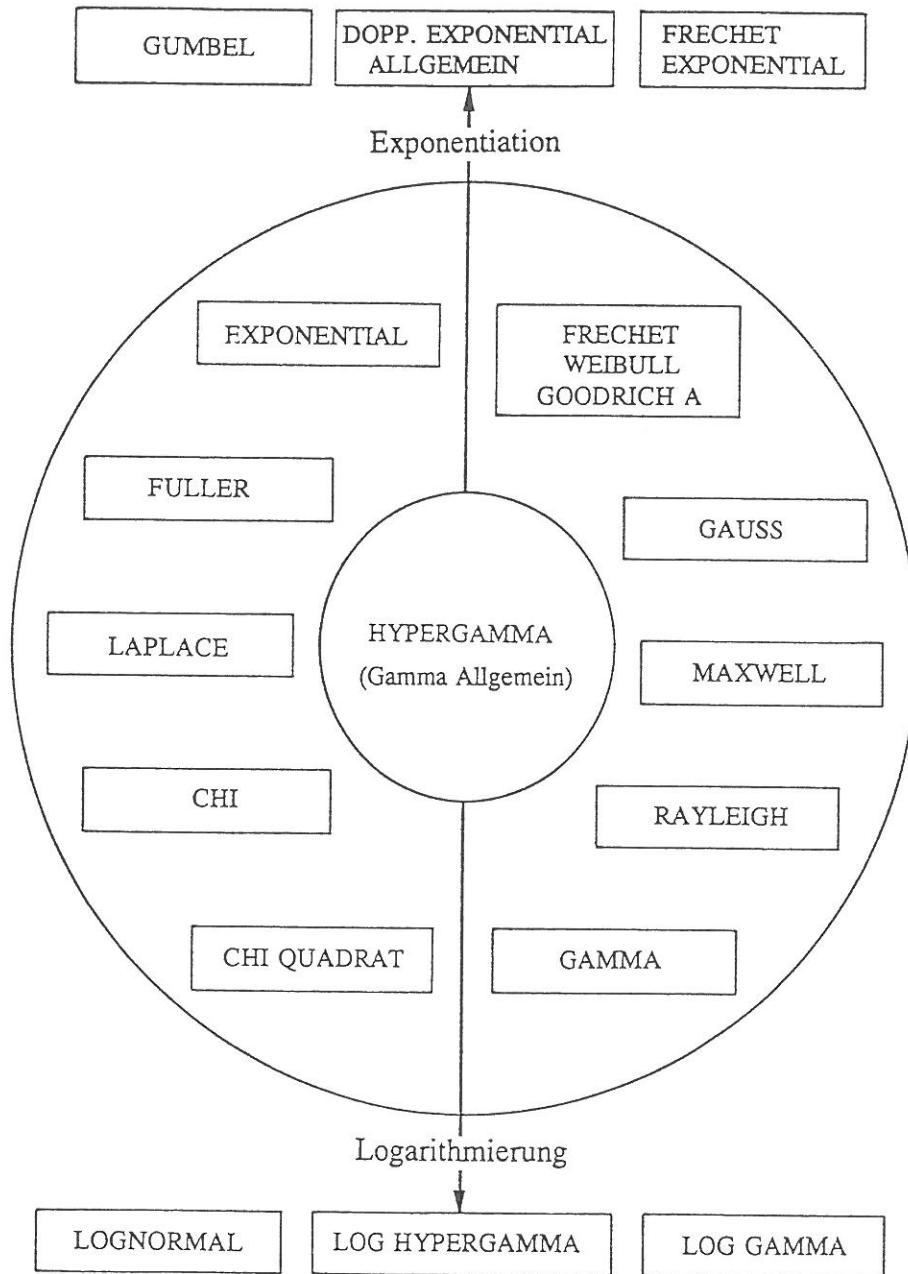 GUMBEL
DOPP. EXPONENTIAL
ALLGEMEIN
FRECHET
EXPONENTIAL
Exponentiation
EXPONENTIAL
FRECHET
WEIBULL
GOODRICH A
FULLER
GAUSS
LAPLACE
HYPERGAMMA
(Gamma Allgemein)
MAXWELL
CHI
RAYLEIGH
CHI QUADRAT
GAMMA
Logarithmierung
LOGNORMAL
LOG HYPERGAMMA
LOG GAMMA